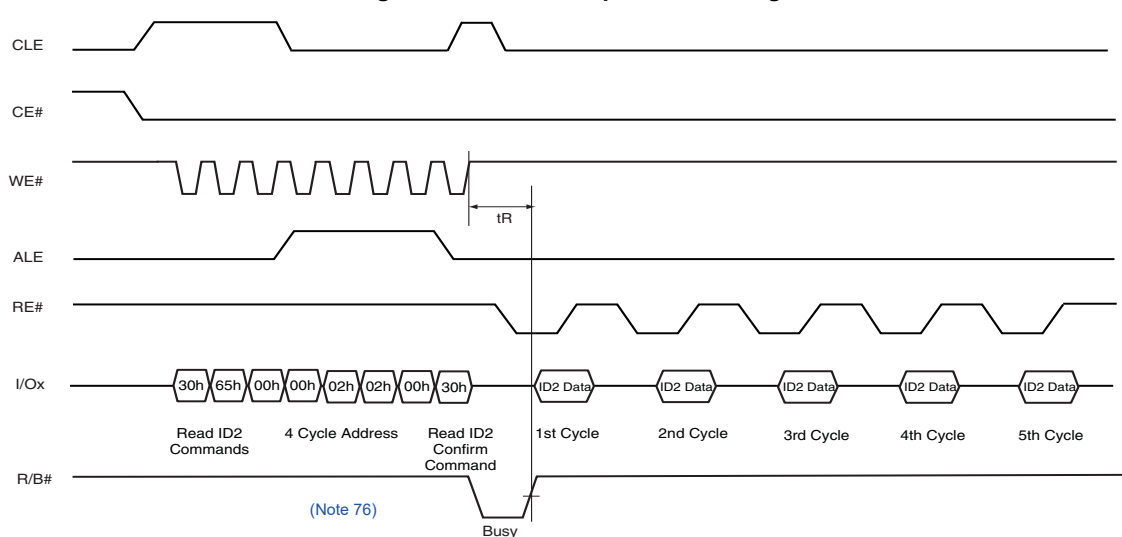 CLE
CE#
WE#
tR
ALE
RE#
I/Ox 30h 65h 00h 00h 02h 02h 00h 30h ID2 Data ID2 Data ID2 Data ID2 Data ID2 Data
Read ID2 4 Cycle Address Read ID2 1st Cycle 2nd Cycle 3rd Cycle 4th Cycle 5th Cycle
Commands Confirm
Command
R/B#
(Note 76)
Busy